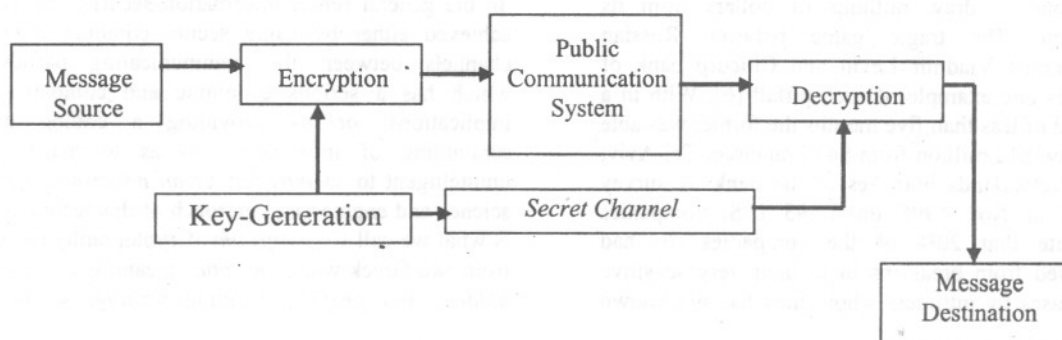 Message
Source
Encryption
Public
Communication
System
Decryption
Key-Generation
Secret Channel
Message
Destination